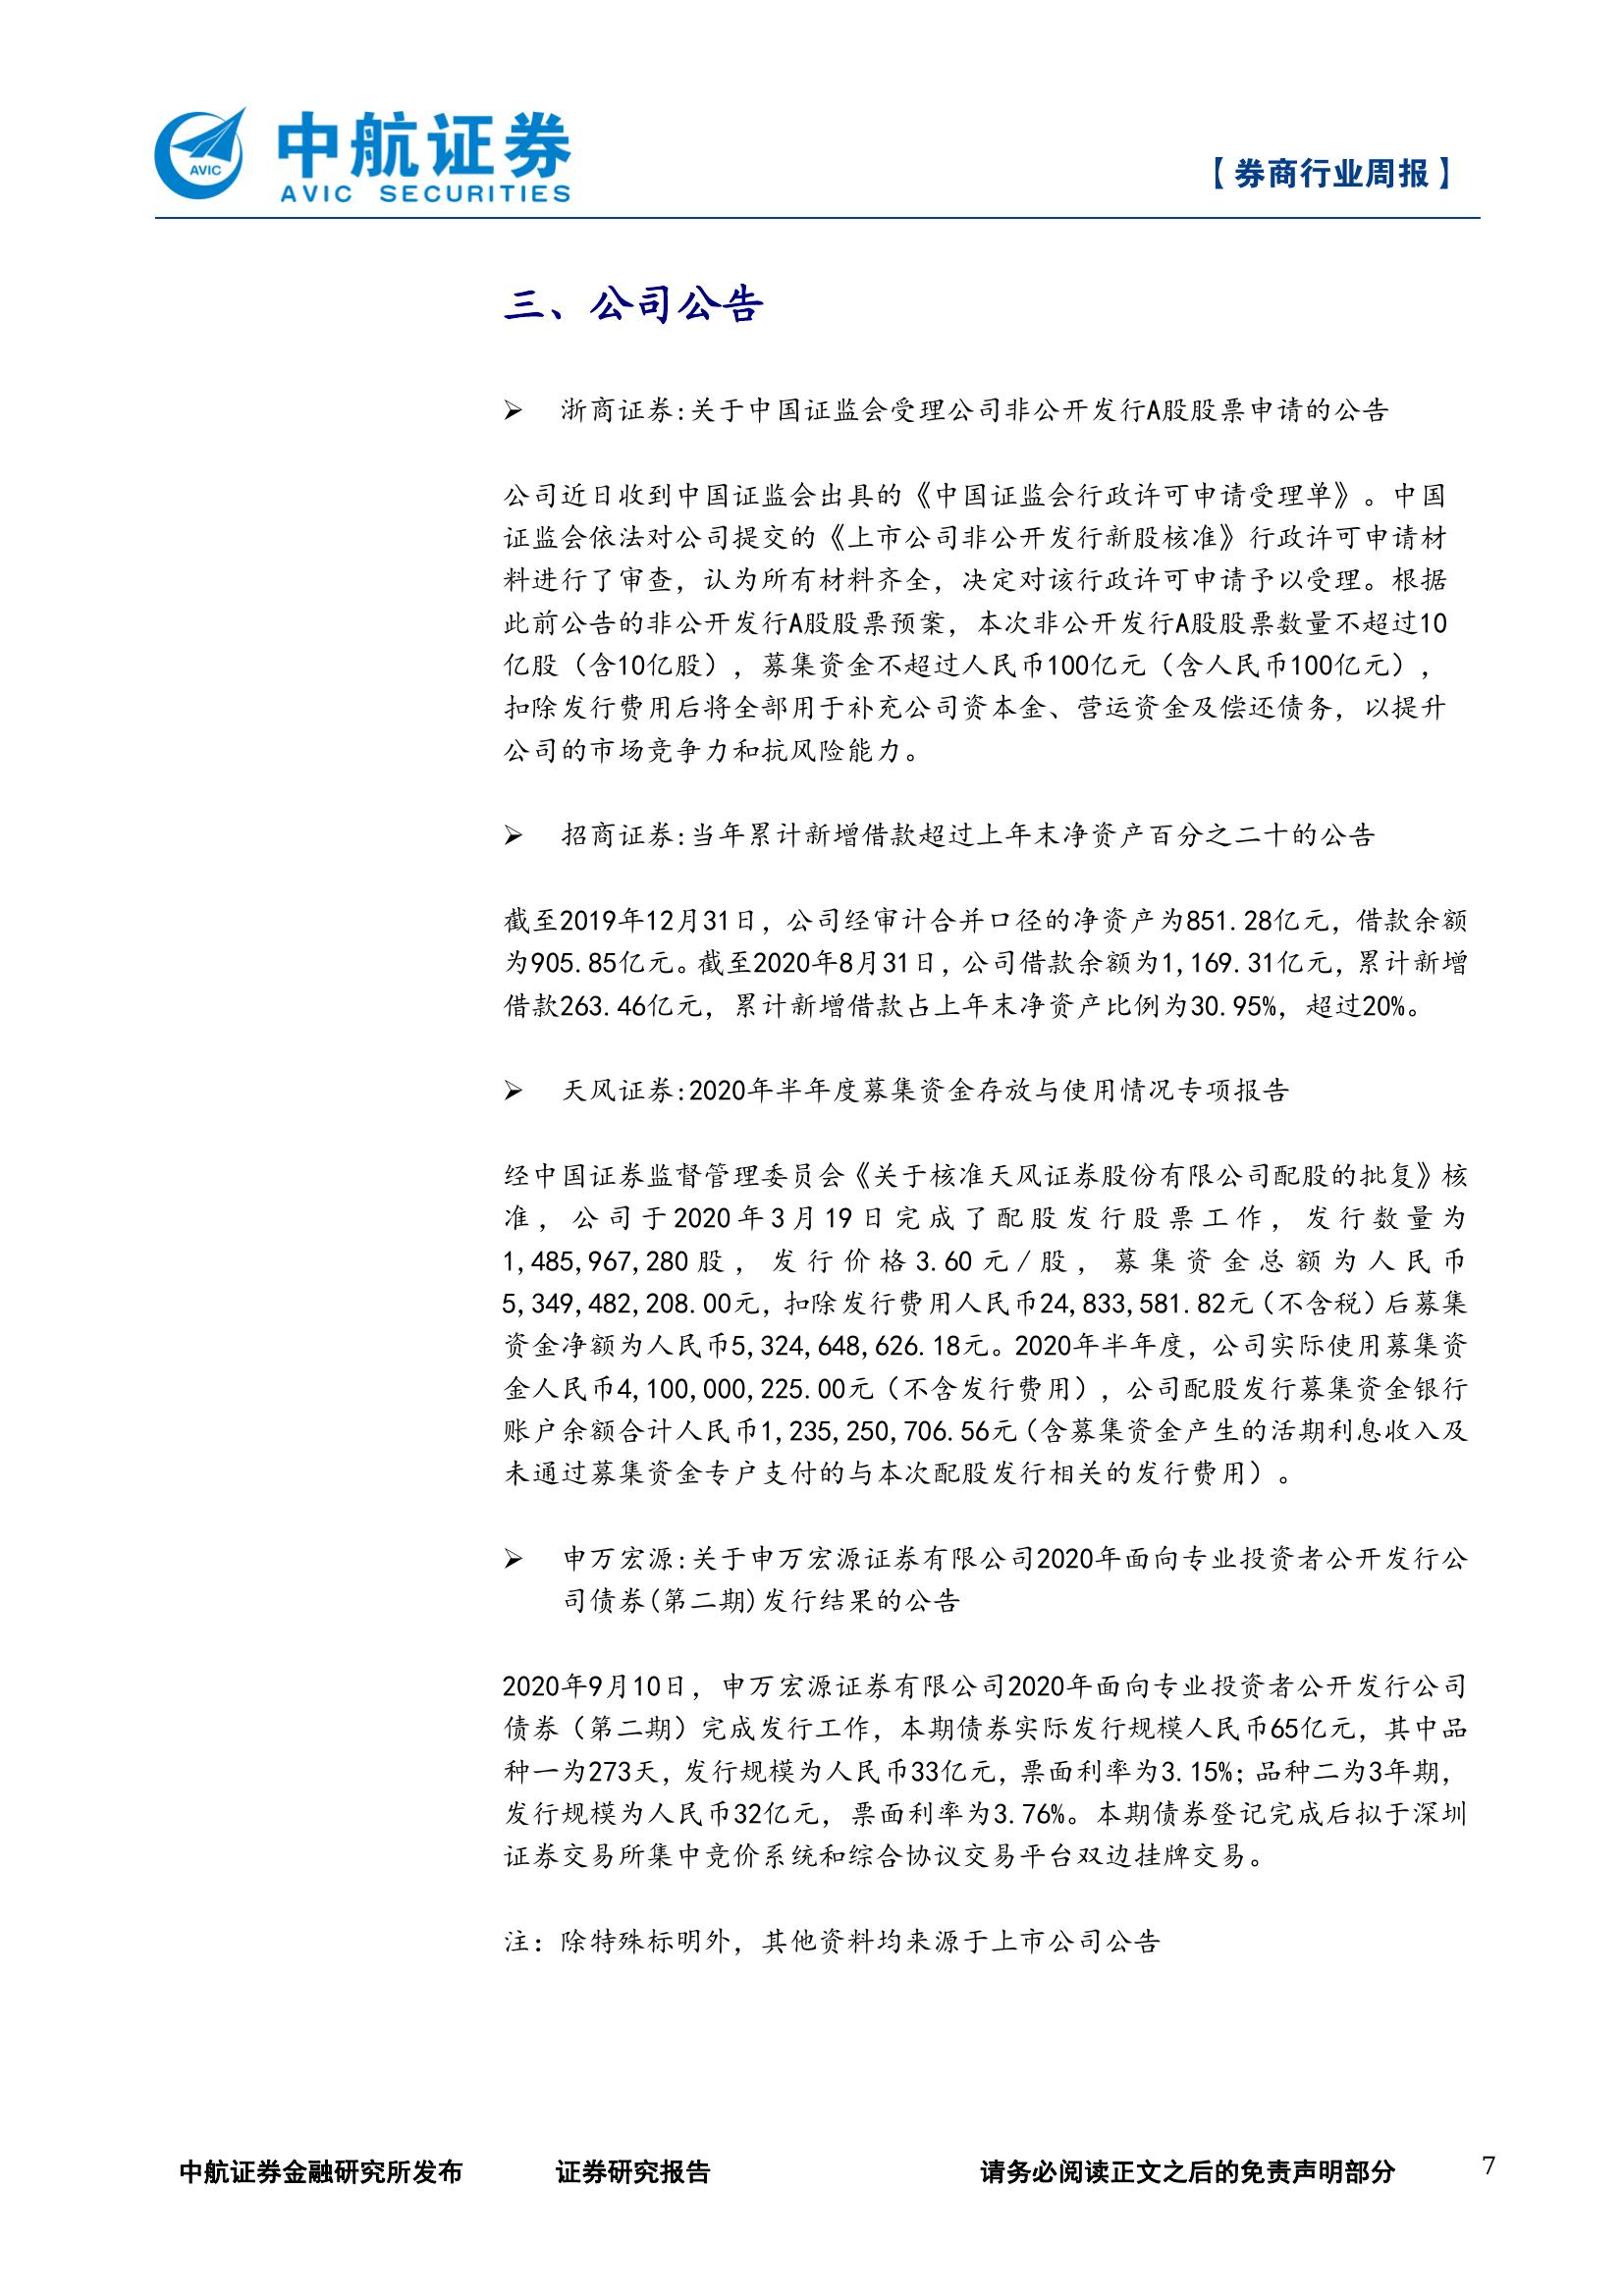 AVIC
中航证券
AVIC SECURITIES
【券商行业周报】
三、公司公告
➢ 浙商证券:关于中国证监会受理公司非公开发行A股股票申请的公告
公司近日收到中国证监会出具的《中国证监会行政许可申请受理单》。中国
证监会依法对公司提交的《上市公司非公开发行新股核准》行政许可申请材
料进行了审查，认为所有材料齐全，决定对该行政许可申请予以受理。根据
此前公告的非公开发行A股股票预案，本次非公开发行A股股票数量不超过10
亿股（含10亿股），募集资金不超过人民币100亿元（含人民币100亿元），
扣除发行费用后将全部用于补充公司资本金、营运资金及偿还债务，以提升
公司的市场竞争力和抗风险能力。
➢ 招商证券:当年累计新增借款超过上年末净资产百分之二十的公告
截至2019年12月31日，公司经审计合并口径的净资产为851.28亿元，借款余额
为905.85亿元。截至2020年8月31日，公司借款余额为1,169.31亿元，累计新增
借款263.46亿元，累计新增借款占上年末净资产比例为30.95%，超过20%。
➢ 天风证券:2020年半年度募集资金存放与使用情况专项报告
经中国证券监督管理委员会《关于核准天风证券股份有限公司配股的批复》核
准，公司于2020年3月19日完成了配股发行股票工作，发行数量为
1,485,967,280股，发行价格3.60元/股，募集资金总额为人民币
5,349,482,208.00元，扣除发行费用人民币24,833,581.82元（不含税）后募集
资金净额为人民币5,324,648,626.18元。2020年半年度，公司实际使用募集资
金人民币4,100,000,225.00元（不含发行费用），公司配股发行募集资金银行
账户余额合计人民币1,235,250,706.56元（含募集资金产生的活期利息收入及
未通过募集资金专户支付的与本次配股发行相关的发行费用）。
➢ 申万宏源:关于申万宏源证券有限公司2020年面向专业投资者公开发行公
司债券(第二期)发行结果的公告
2020年9月10日，申万宏源证券有限公司2020年面向专业投资者公开发行公司
债券（第二期）完成发行工作，本期债券实际发行规模人民币65亿元，其中品
种一为273天，发行规模为人民币33亿元，票面利率为3.15%；品种二为3年期，
发行规模为人民币32亿元，票面利率为3.76%。本期债券登记完成后拟于深圳
证券交易所集中竞价系统和综合协议交易平台双边挂牌交易。
注：除特殊标明外，其他资料均来源于上市公司公告
中航证券金融研究所发布 证券研究报告 请务必阅读正文之后的免责声明部分 7